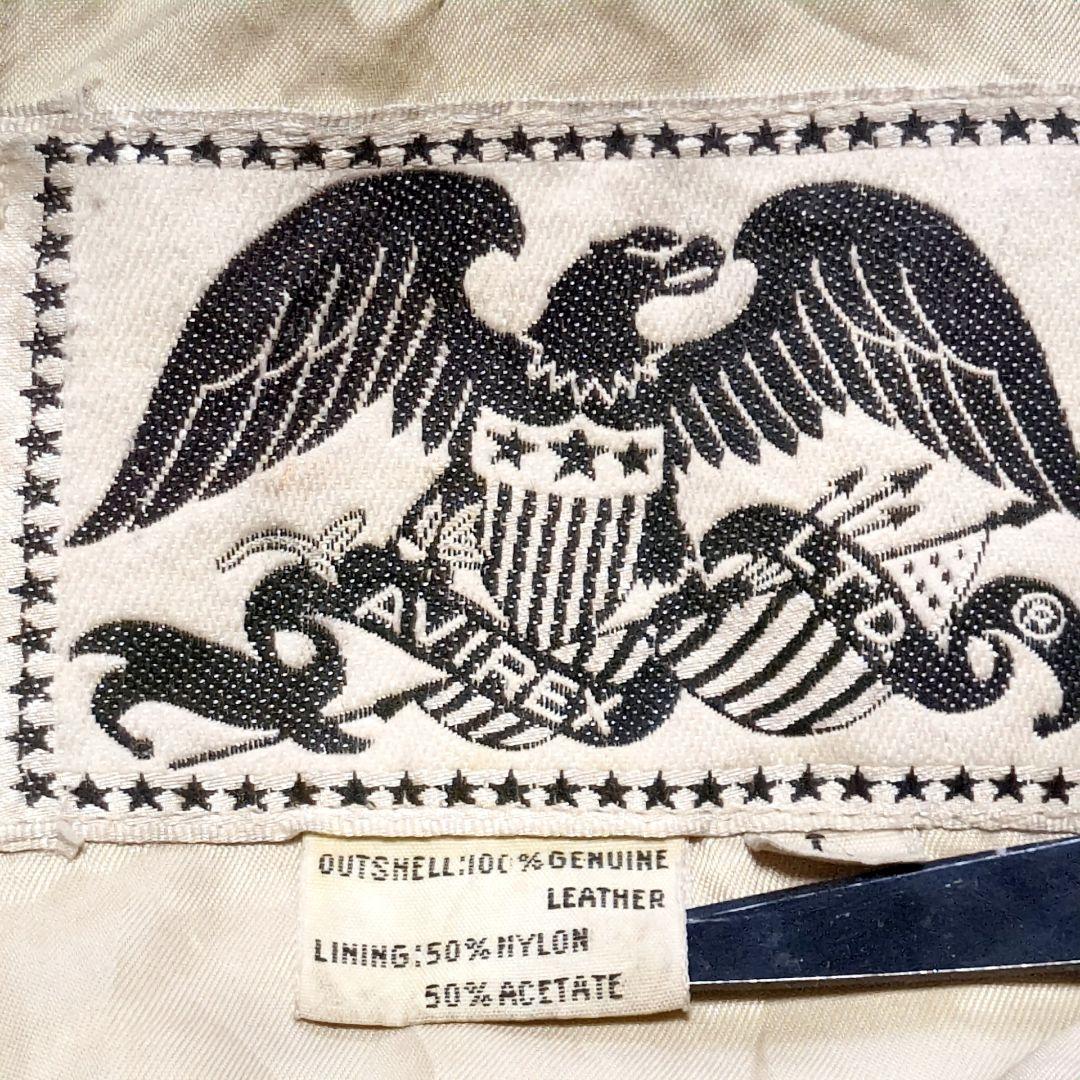 AVIREX LTD ®
OUTSHELL:100%GENUINE
LEATHER
LINING:50%NYLON
50%ACETATE